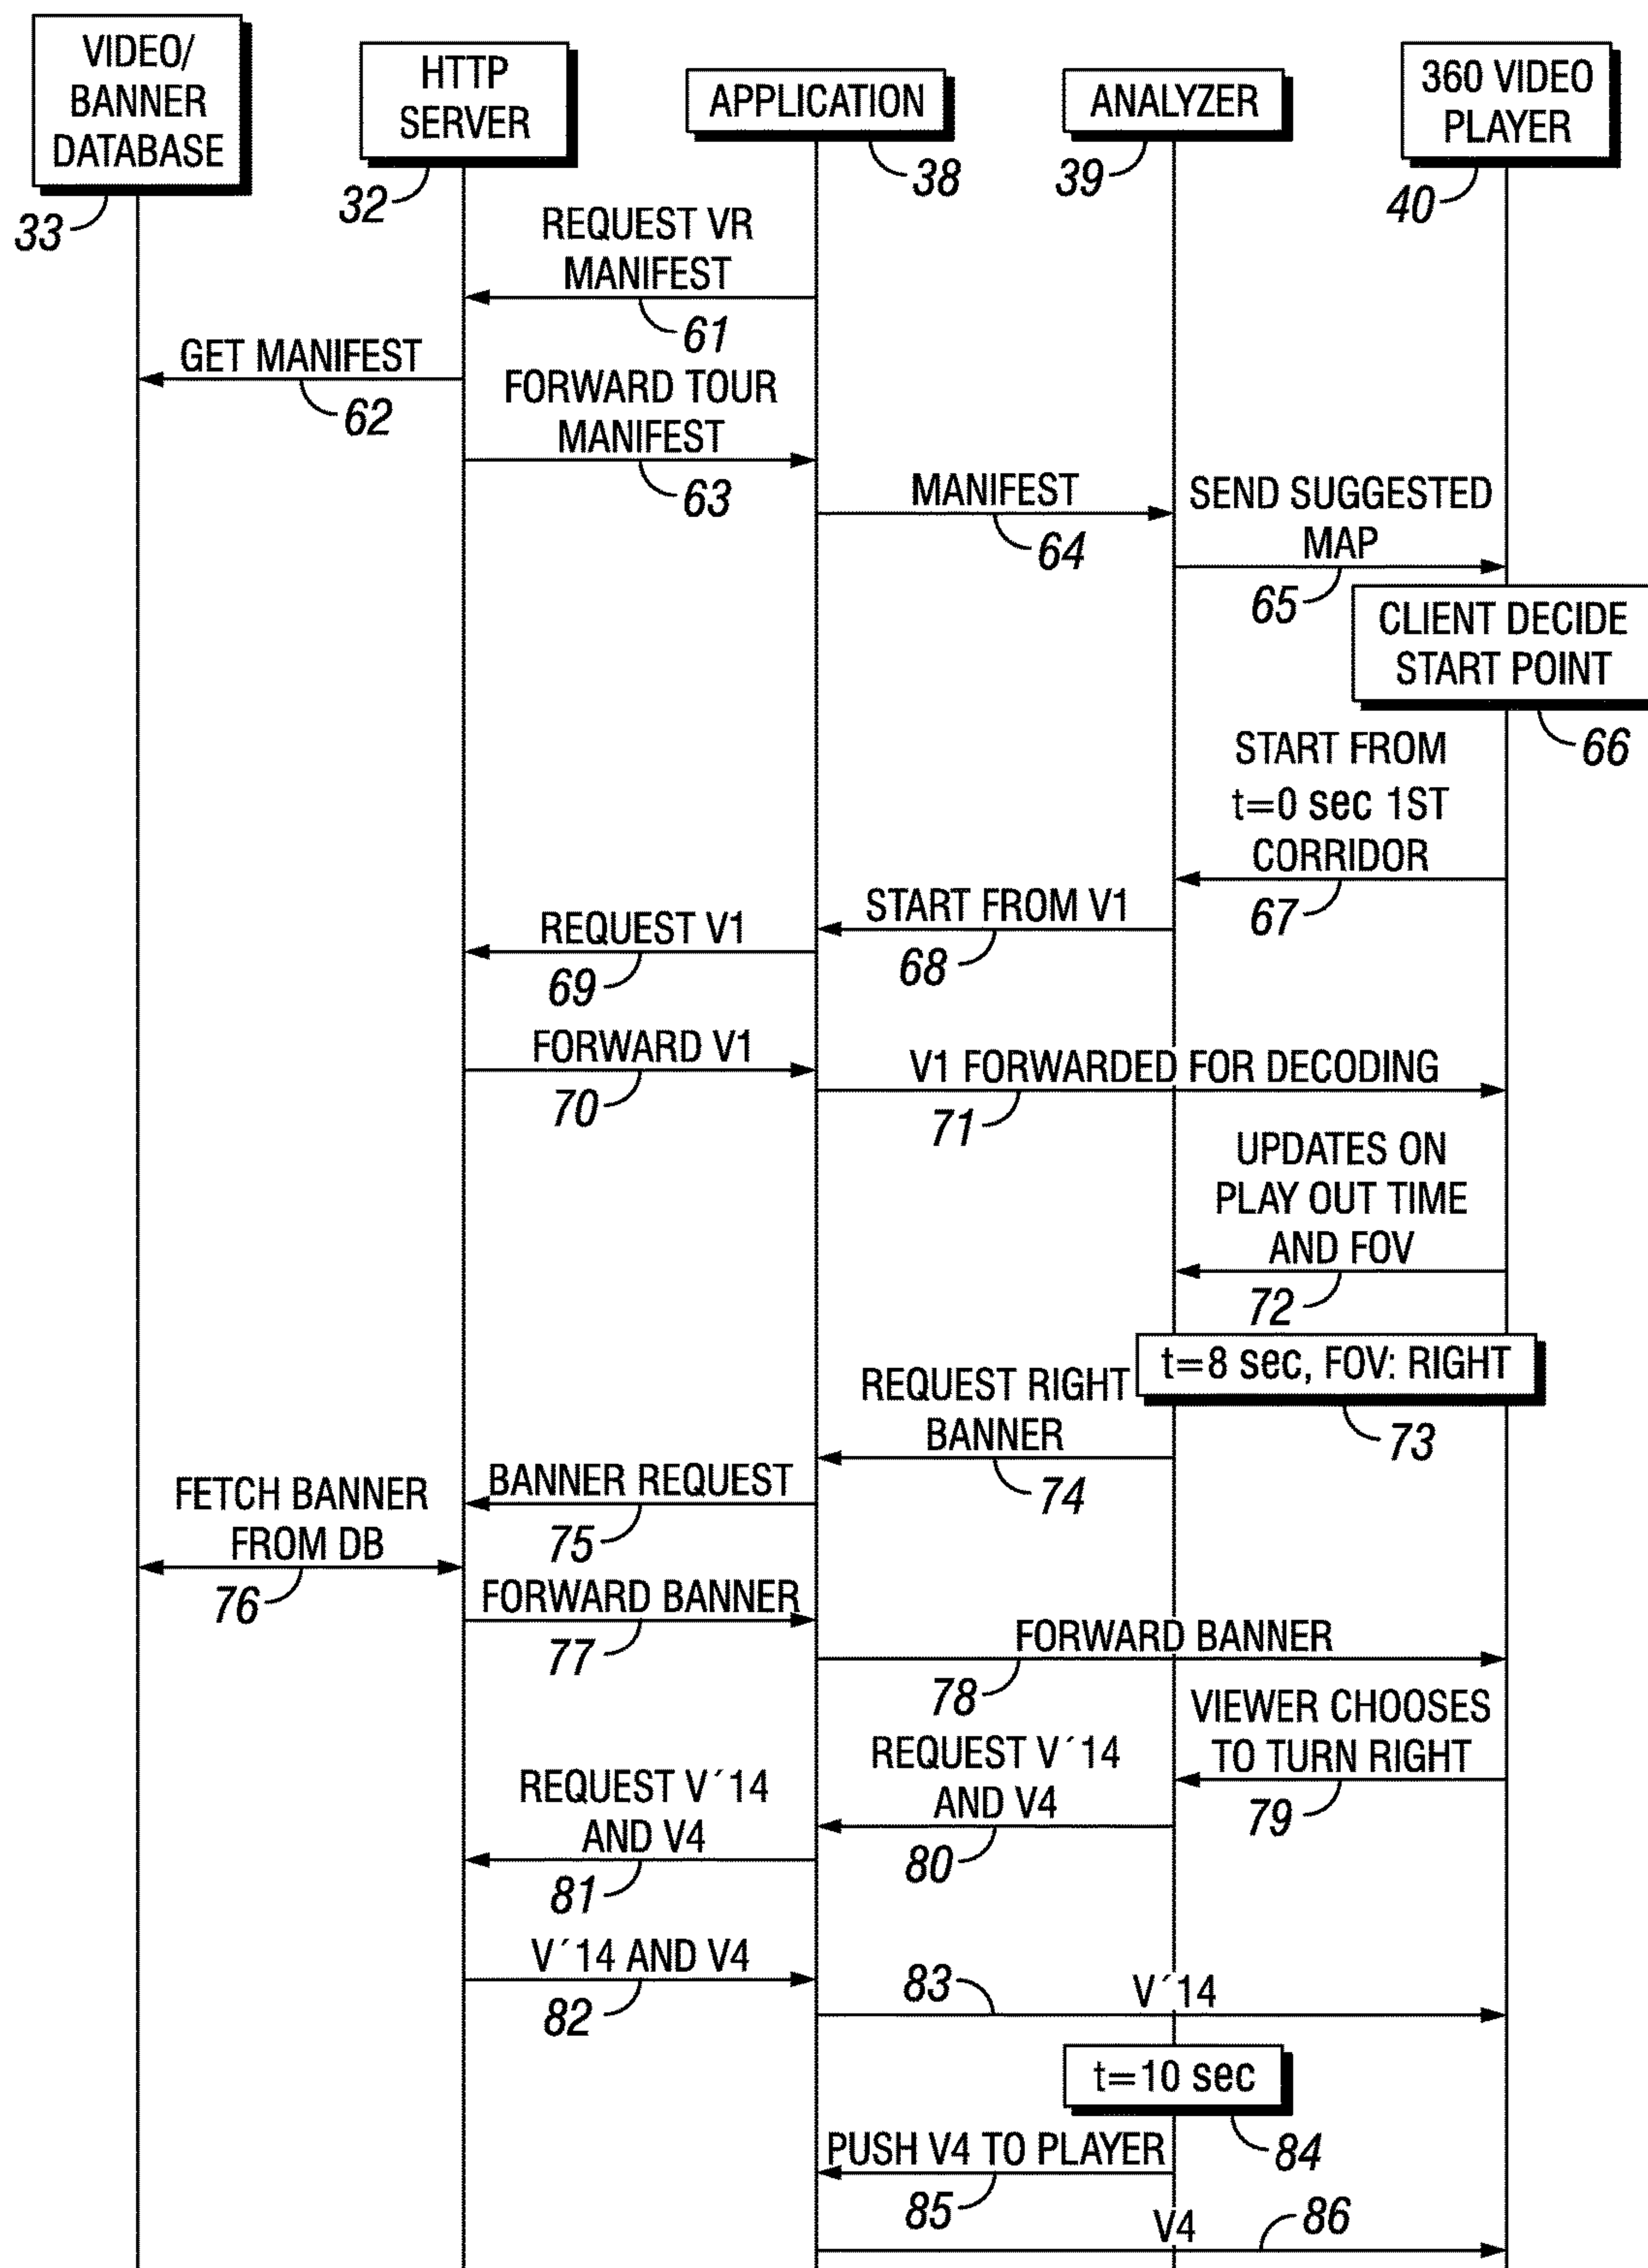 VIDEO/
BANNER
DATABASE
33
HTTP
SERVER
32
APPLICATION
38
ANALYZER
39
360 VIDEO
PLAYER
40
REQUEST VR
MANIFEST
61
GET MANIFEST
62
FORWARD TOUR
MANIFEST
63
MANIFEST
64
SEND SUGGESTED
MAP
65
CLIENT DECIDE
START POINT
66
START FROM
t=0 sec 1ST
CORRIDOR
67
START FROM V1
68
REQUEST V1
69
FORWARD V1
70
V1 FORWARDED FOR DECODING
71
UPDATES ON
PLAY OUT TIME
AND FOV
72
t=8 sec, FOV: RIGHT
73
REQUEST RIGHT
BANNER
74
BANNER REQUEST
75
FETCH BANNER
FROM DB
76
FORWARD BANNER
77
FORWARD BANNER
78
VIEWER CHOOSES
TO TURN RIGHT
79
REQUEST V´14
AND V4
80
REQUEST V´14
AND V4
81
V´14 AND V4
82
83
V´14
t=10 sec
84
PUSH V4 TO PLAYER
85
V4
86